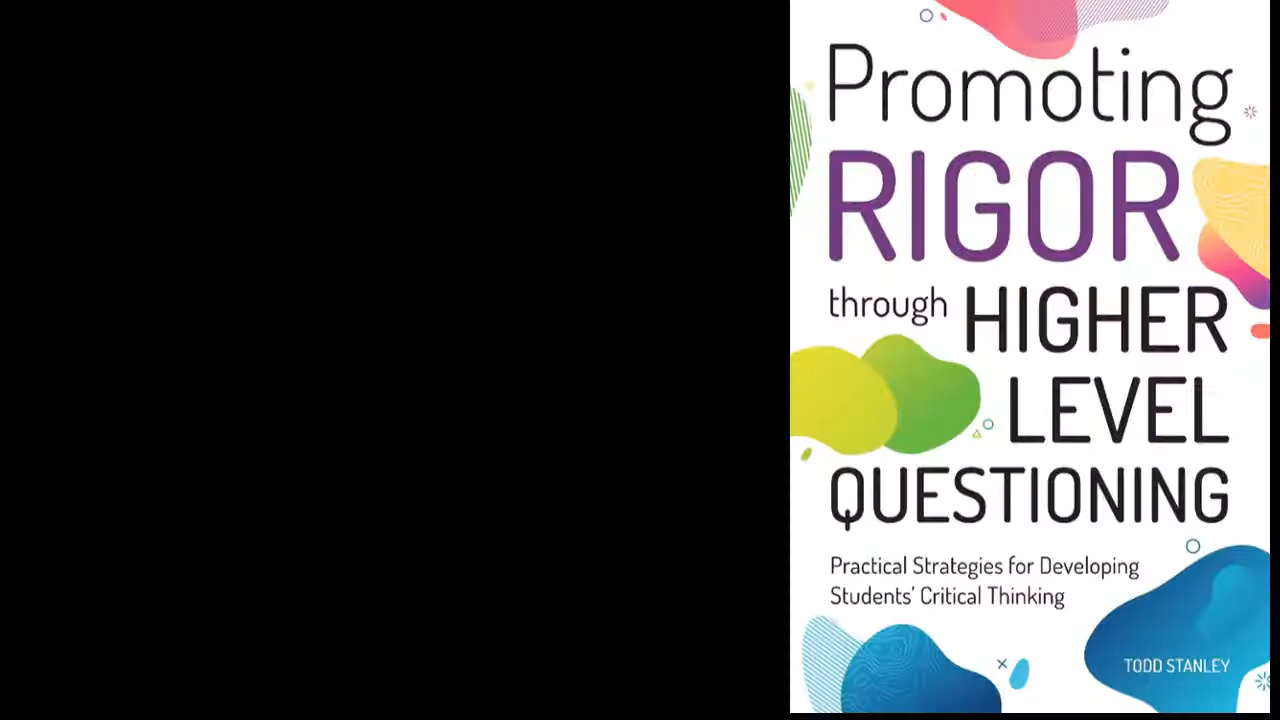 Promoting
RIGOR
through HIGHER
LEVEL
QUESTIONING
Practical Strategies for Developing
Students' Critical Thinking
TODD STANLEY